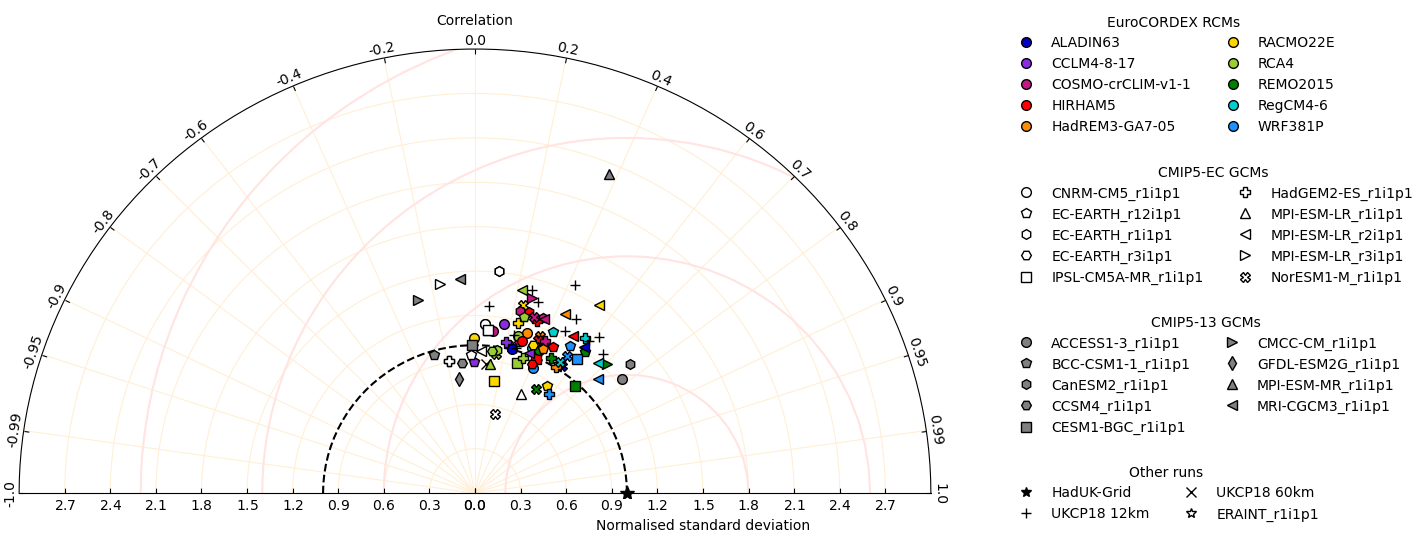 Correlation
-1.0
-0.99
-0.95
-0.9
-0.8
-0.7
-0.6
-0.4
-0.2
0.0
0.2
0.4
0.6
0.7
0.8
0.9
0.95
0.99
1.0
2.7 2.4 2.1 1.8 1.5 1.2 0.9 0.6 0.3 0.0 0.3 0.6 0.9 1.2 1.5 1.8 2.1 2.4 2.7
Normalised standard deviation
EuroCORDEX RCMs
ALADIN63 RACMO22E
CCLM4-8-17 RCA4
COSMO-crCLIM-v1-1 REMO2015
HIRHAM5 RegCM4-6
HadREM3-GA7-05 WRF381P
CMIP5-EC GCMs
CNRM-CM5_r1i1p1 HadGEM2-ES_r1i1p1
EC-EARTH_r12i1p1 MPI-ESM-LR_r1i1p1
EC-EARTH_r1i1p1 MPI-ESM-LR_r2i1p1
EC-EARTH_r3i1p1 MPI-ESM-LR_r3i1p1
IPSL-CM5A-MR_r1i1p1 NorESM1-M_r1i1p1
CMIP5-13 GCMs
ACCESS1-3_r1i1p1 CMCC-CM_r1i1p1
BCC-CSM1-1_r1i1p1 GFDL-ESM2G_r1i1p1
CanESM2_r1i1p1 MPI-ESM-MR_r1i1p1
CCSM4_r1i1p1 MRI-CGCM3_r1i1p1
CESM1-BGC_r1i1p1
Other runs
HadUK-Grid UKCP18 60km
UKCP18 12km ERAINT_r1i1p1